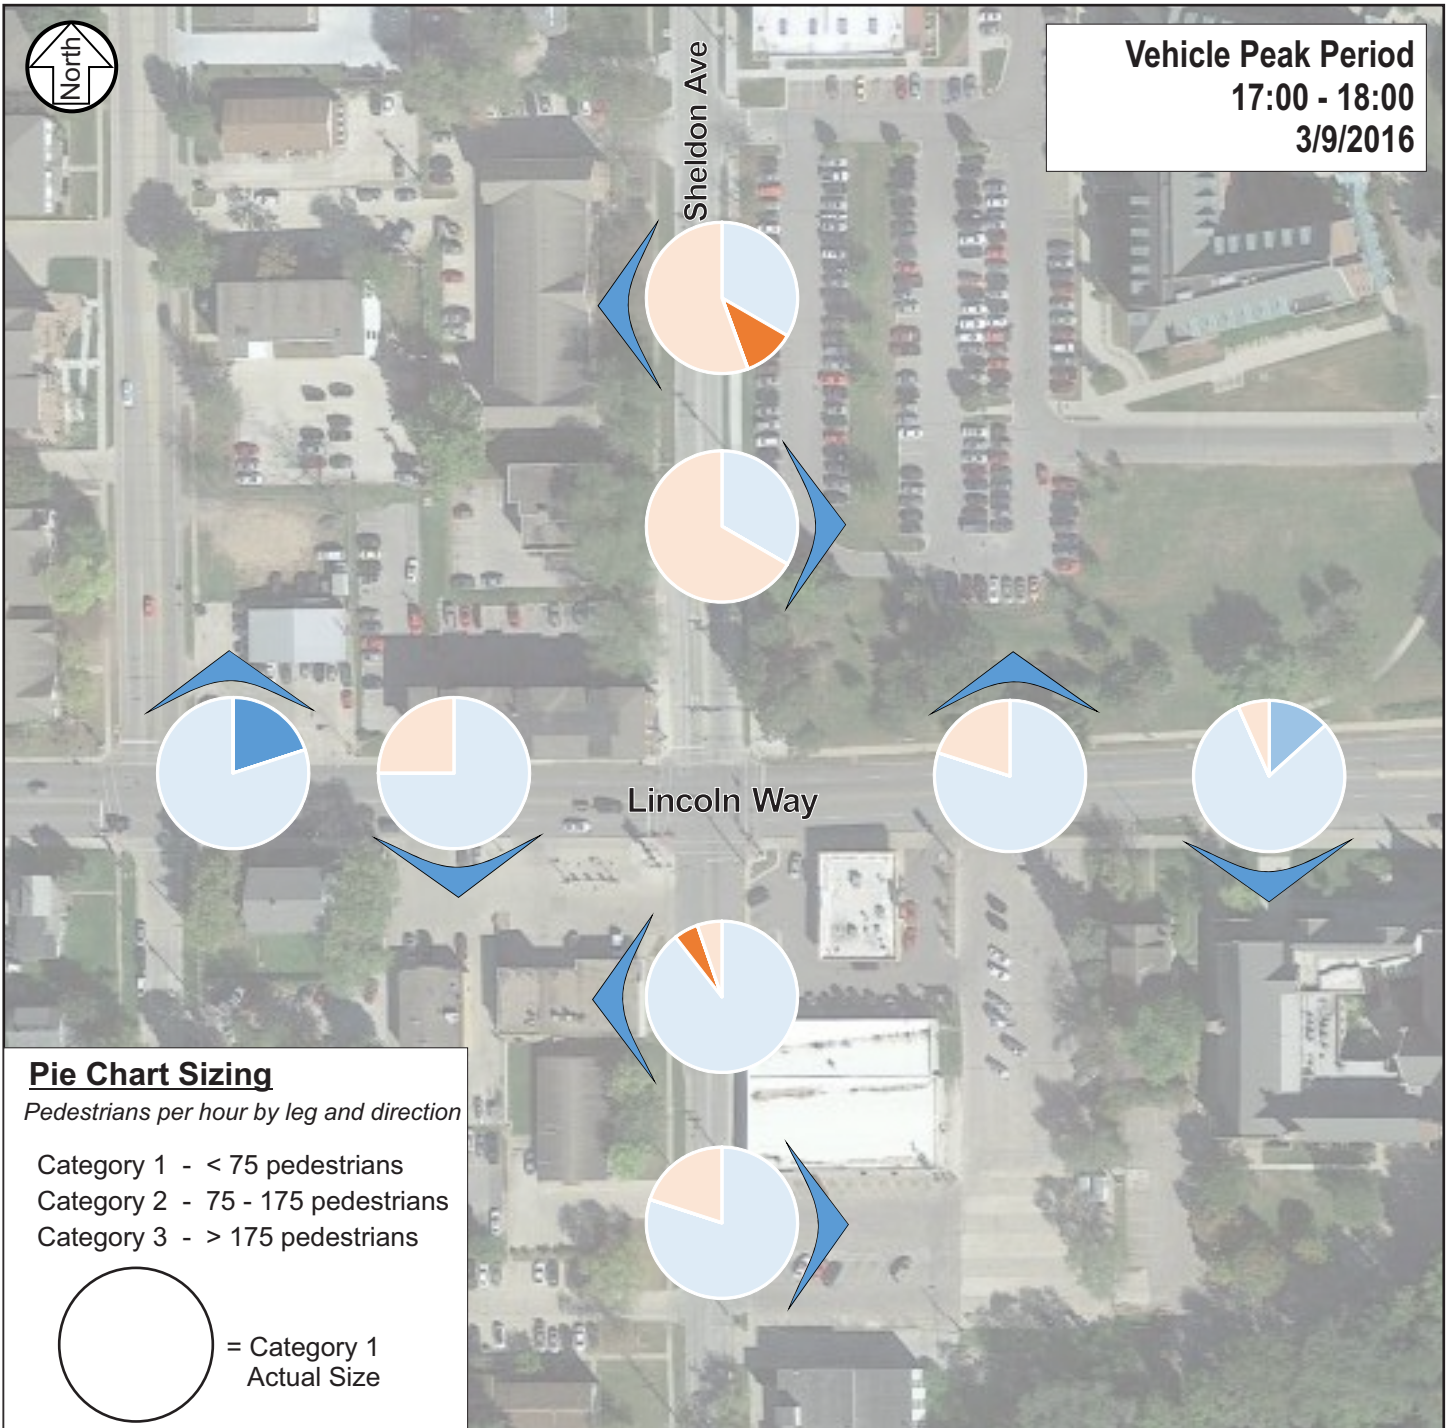 North
Sheldon Ave
Vehicle Peak Period
17:00 - 18:00
3/9/2016
Lincoln Way
Pie Chart Sizing
Pedestrians per hour by leg and direction
Category 1 - < 75 pedestrians
Category 2 - 75 - 175 pedestrians
Category 3 - > 175 pedestrians
= Category 1
Actual Size